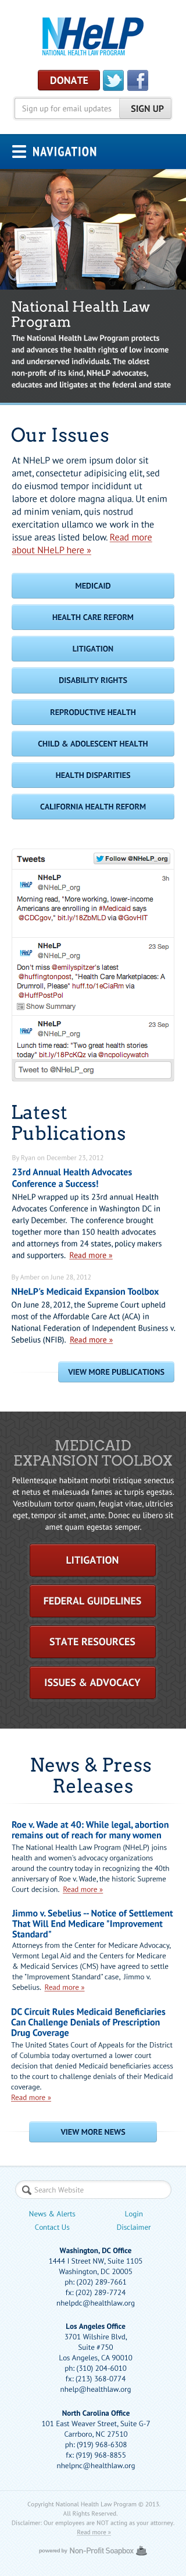 NHeLP
NATIONAL HEALTH LAW PROGRAM
DONATE
Sign up for email updates
SIGN UP
NAVIGATION
National Health Law
Program
The National Health Law Program protects
and advances the health rights of low income
and underserved individuals. The oldest
non-profit of its kind, NHeLP advocates,
educates and litigates at the federal and state
Our Issues
At NHeLP we orem ipsum dolor sit
amet, consectetur adipisicing elit, sed
do eiusmod tempor incididunt ut
labore et dolore magna aliqua. Ut enim
ad minim veniam, quis nostrud
exercitation ullamco we work in the
issue areas listed below. Read more
about NHeLP here »
MEDICAID
HEALTH CARE REFORM
LITIGATION
DISABILITY RIGHTS
REPRODUCTIVE HEALTH
CHILD & ADOLESCENT HEALTH
HEALTH DISPARITIES
CALIFORNIA HEALTH REFORM
Tweets
Follow @NHeLP_org
NHeLP
3h
@NHeLP_org
Morning read, "More working, lower-income
Americans are enrolling in #Medicaid says
@CDCgov," bit.ly/18ZbMLD via @GovHIT
NHeLP
23 Sep
@NHeLP_org
Don't miss @emilyspitzer's latest
@huffingtonpost, "Health Care Marketplaces: A
Drumroll, Please" huff.to/1eCiaRm via
@HuffPostPol
Show Summary
NHeLP
23 Sep
@NHeLP_org
Lunch time read: "Two great health stories
today" bit.ly/18PcKQz via @ncpolicywatch
Tweet to @NHeLP_org
Latest
Publications
By Ryan on December 23, 2012
23rd Annual Health Advocates
Conference a Success!
NHeLP wrapped up its 23rd annual Health
Advocates Conference in Washington DC in
early December. The conference brought
together more than 150 health advocates
and attorneys from 24 states, policy makers
and supporters. Read more »
By Amber on June 28, 2012
NHeLP's Medicaid Expansion Toolbox
On June 28, 2012, the Supreme Court upheld
most of the Affordable Care Act (ACA) in
National Federation of Independent Business v.
Sebelius (NFIB). Read more »
VIEW MORE PUBLICATIONS
MEDICAID
EXPANSION TOOLBOX
Pellentesque habitant morbi tristique senectus
et netus et malesuada fames ac turpis egestas.
Vestibulum tortor quam, feugiat vitae, ultricies
eget, tempor sit amet, ante. Donec eu libero sit
amet quam egestas semper.
LITIGATION
FEDERAL GUIDELINES
STATE RESOURCES
ISSUES & ADVOCACY
News & Press
Releases
Roe v. Wade at 40: While legal, abortion
remains out of reach for many women
The National Health Law Program (NHeLP) joins
health and women's advocacy organizations
around the country today in recognizing the 40th
anniversary of Roe v. Wade, the historic Supreme
Court decision. Read more »
Jimmo v. Sebelius -- Notice of Settlement
That Will End Medicare "Improvement
Standard"
Attorneys from the Center for Medicare Advocacy,
Vermont Legal Aid and the Centers for Medicare
& Medicaid Services (CMS) have agreed to settle
the "Improvement Standard" case, Jimmo v.
Sebelius. Read more »
DC Circuit Rules Medicaid Beneficiaries
Can Challenge Denials of Prescription
Drug Coverage
The United States Court of Appeals for the District
of Columbia today overturned a lower court
decision that denied Medicaid beneficiaries access
to the court to challenge denials of their Medicaid
coverage.
Read more »
VIEW MORE NEWS
Search Website
News & Alerts
Login
Contact Us
Disclaimer
Washington, DC Office
1444 I Street NW, Suite 1105
Washington, DC 20005
ph: (202) 289-7661
fx: (202) 289-7724
nhelpdc@healthlaw.org
Los Angeles Office
3701 Wilshire Blvd,
Suite #750
Los Angeles, CA 90010
ph: (310) 204-6010
fx: (213) 368-0774
nhelp@healthlaw.org
North Carolina Office
101 East Weaver Street, Suite G-7
Carrboro, NC 27510
ph: (919) 968-6308
fx: (919) 968-8855
nhelpnc@healthlaw.org
Copyright National Health Law Program © 2013.
All Rights Reserved.
Disclaimer: Our employees are NOT acting as your attorney.
Read more »
powered by Non-Profit Soapbox